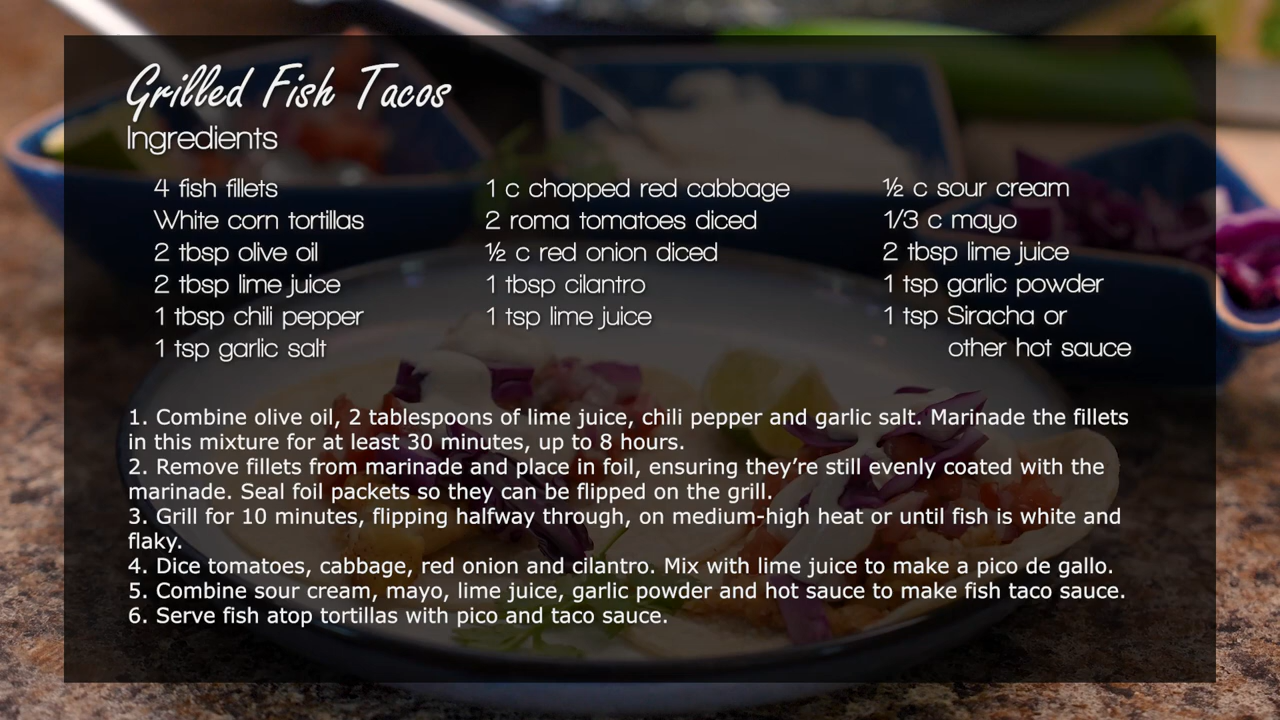 Grilled Fish Tacos
Ingredients
4 fish fillets
White corn tortillas
2 tbsp olive oil
2 tbsp lime juice
1 tbsp chili pepper
1 tsp garlic salt
1 c chopped red cabbage
2 roma tomatoes diced
½ c red onion diced
1 tbsp cilantro
1 tsp lime juice
½ c sour cream
1/3 c mayo
2 tbsp lime juice
1 tsp garlic powder
1 tsp Siracha or
other hot sauce
1. Combine olive oil, 2 tablespoons of lime juice, chili pepper and garlic salt. Marinade the fillets
in this mixture for at least 30 minutes, up to 8 hours.
2. Remove fillets from marinade and place in foil, ensuring they’re still evenly coated with the
marinade. Seal foil packets so they can be flipped on the grill.
3. Grill for 10 minutes, flipping halfway through, on medium-high heat or until fish is white and
flaky.
4. Dice tomatoes, cabbage, red onion and cilantro. Mix with lime juice to make a pico de gallo.
5. Combine sour cream, mayo, lime juice, garlic powder and hot sauce to make fish taco sauce.
6. Serve fish atop tortillas with pico and taco sauce.